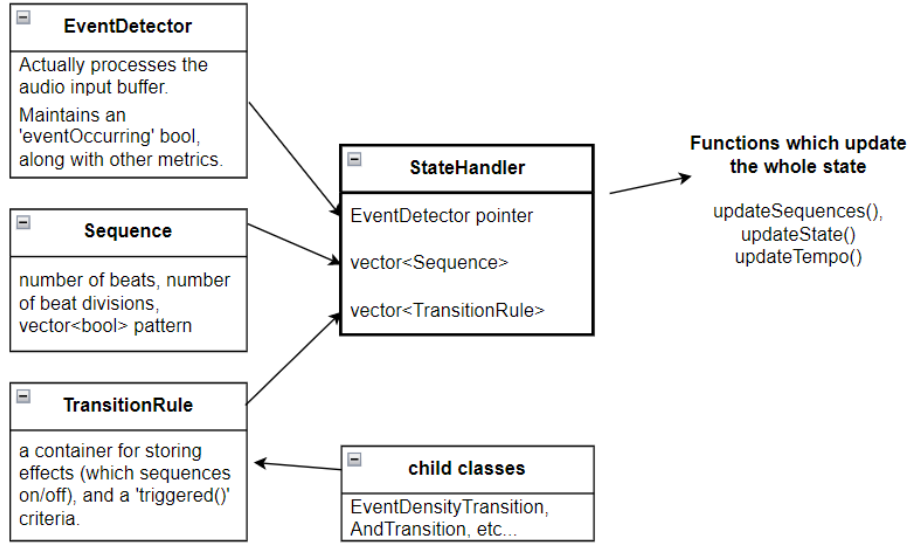 EventDetector
Actually processes the
audio input buffer.
Maintains an
'eventOccurring' bool,
along with other metrics.
Sequence
number of beats, number
of beat divisions,
vector<bool> pattern
TransitionRule
a container for storing
effects (which sequences
on/off), and a 'triggered()'
criteria.
StateHandler
EventDetector pointer
vector<Sequence>
vector<TransitionRule>
child classes
EventDensityTransition,
AndTransition, etc...
Functions which update
the whole state
updateSequences(),
updateState()
updateTempo()